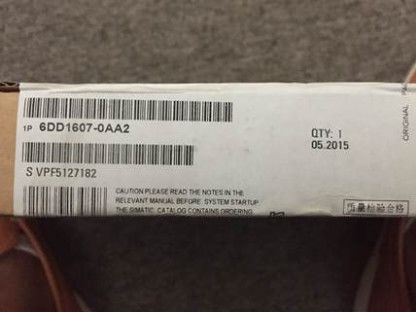 1P 6DD1607-0AA2
QTY: 1
05.2015
S VPF5127182
CAUTION PLEASE READ THE NOTES IN THE
RELEVANT MANUAL BEFORE SYSTEM STARTUP
THE SIMATIC CATALOG CONTAINS ORDERING
质量检验合格
ORIGINAL